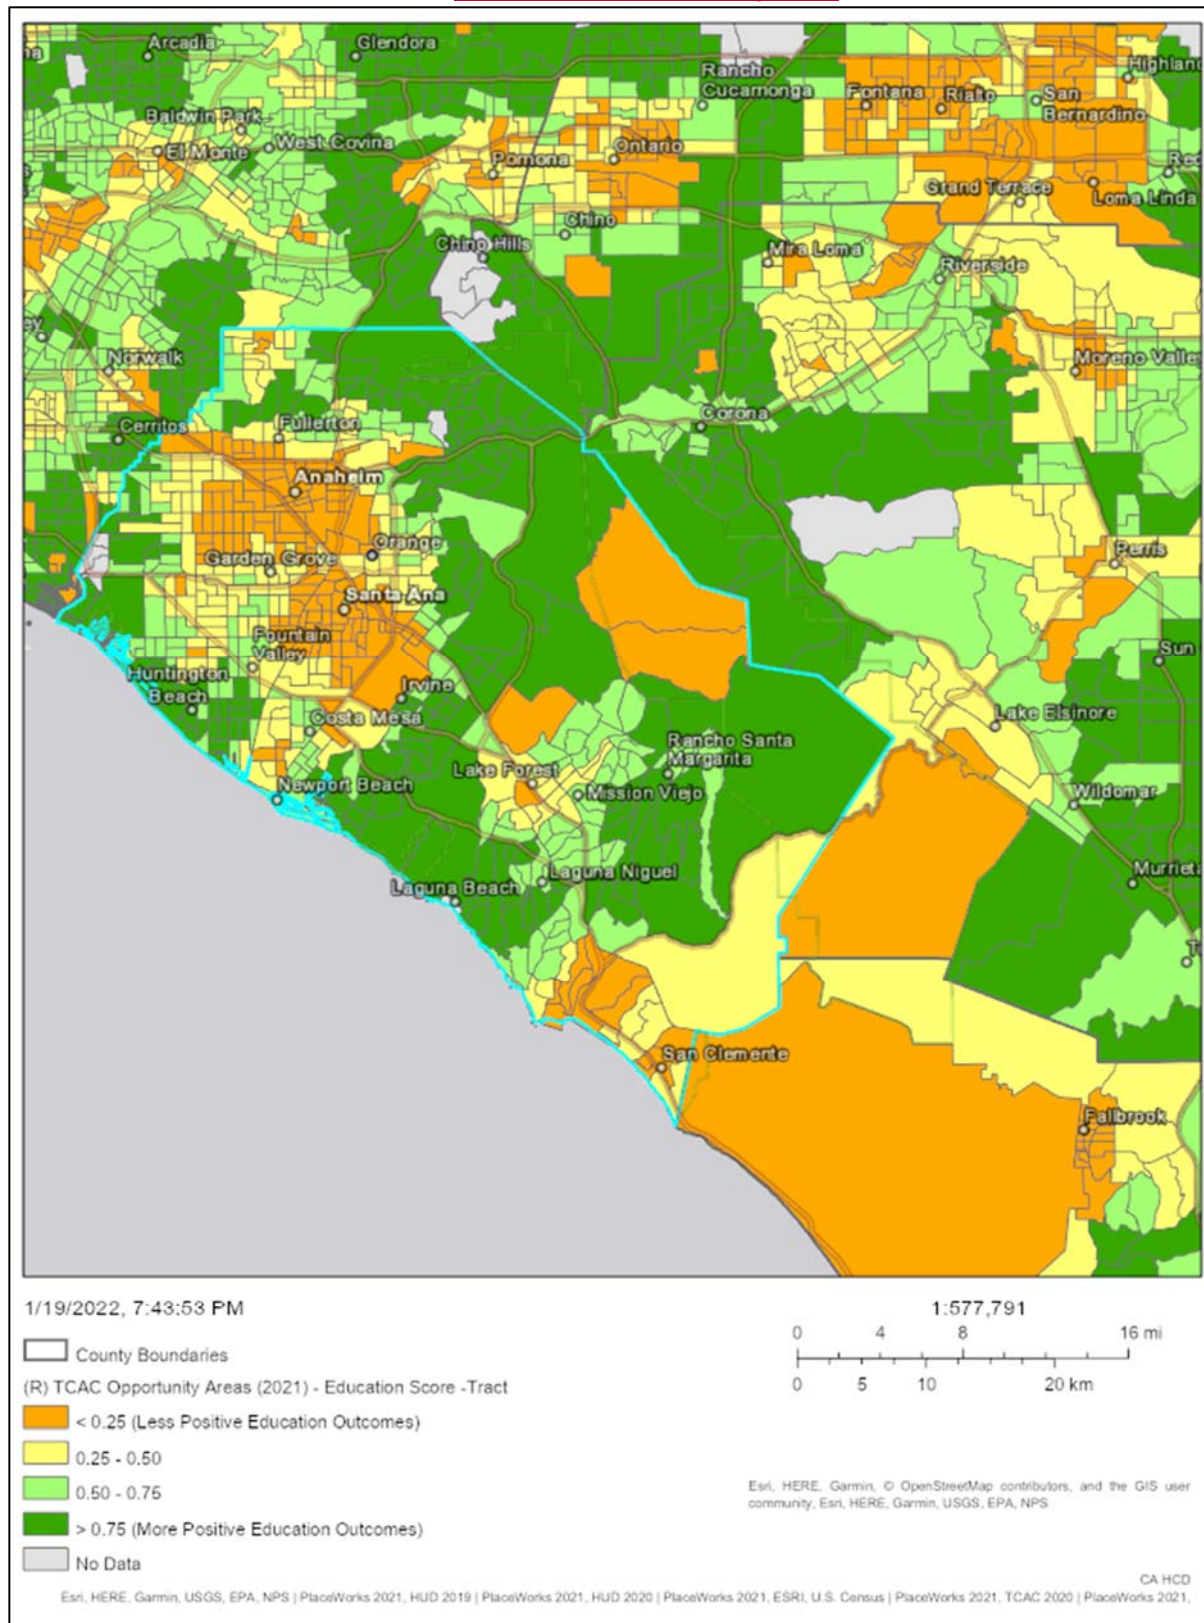 Arcadia
Glendora
Rancho
Cucamonga
Fontana
Rialto
San
Bernardino
Highland
Baldwin Park
El Monte
West Covina
Pomona
Ontario
Grand Terrace
Loma Linda
Chino
Chino Hills
Mira Loma
Riverside
Norwalk
Moreno Valley
Cerritos
Fullerton
Corona
Anaheim
Orange
Garden Grove
Santa Ana
Perris
Fountain
Valley
Huntington
Beach
Irvine
Costa Mesa
Sun
Lake Elsinore
Rancho Santa
Margarita
Lake Forest
Mission Viejo
Newport Beach
Wildomar
Laguna Niguel
Laguna Beach
Murrieta
San Clemente
Fallbrook
1/19/2022, 7:43:53 PM
1:577,791
0 4 8 16 mi
0 5 10 20 km
County Boundaries
(R) TCAC Opportunity Areas (2021) - Education Score -Tract
< 0.25 (Less Positive Education Outcomes)
0.25 - 0.50
0.50 - 0.75
> 0.75 (More Positive Education Outcomes)
No Data
Esri, HERE, Garmin, © OpenStreetMap contributors, and the GIS user
community, Esri, HERE, Garmin, USGS, EPA, NPS
CA HCD
Esri, HERE, Garmin, USGS, EPA, NPS | PlaceWorks 2021, HUD 2019 | PlaceWorks 2021, HUD 2020 | PlaceWorks 2021, ESRI, U.S. Census | PlaceWorks 2021, TCAC 2020 | PlaceWorks 2021,